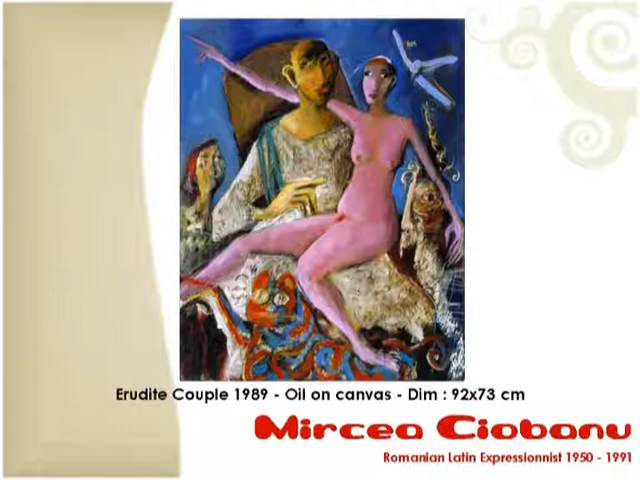 Erudite Couple 1989 - Oil on canvas - Dim : 92x73 cm
Mircea Ciobanu
Romanian Latin Expressionnist 1950 - 1991